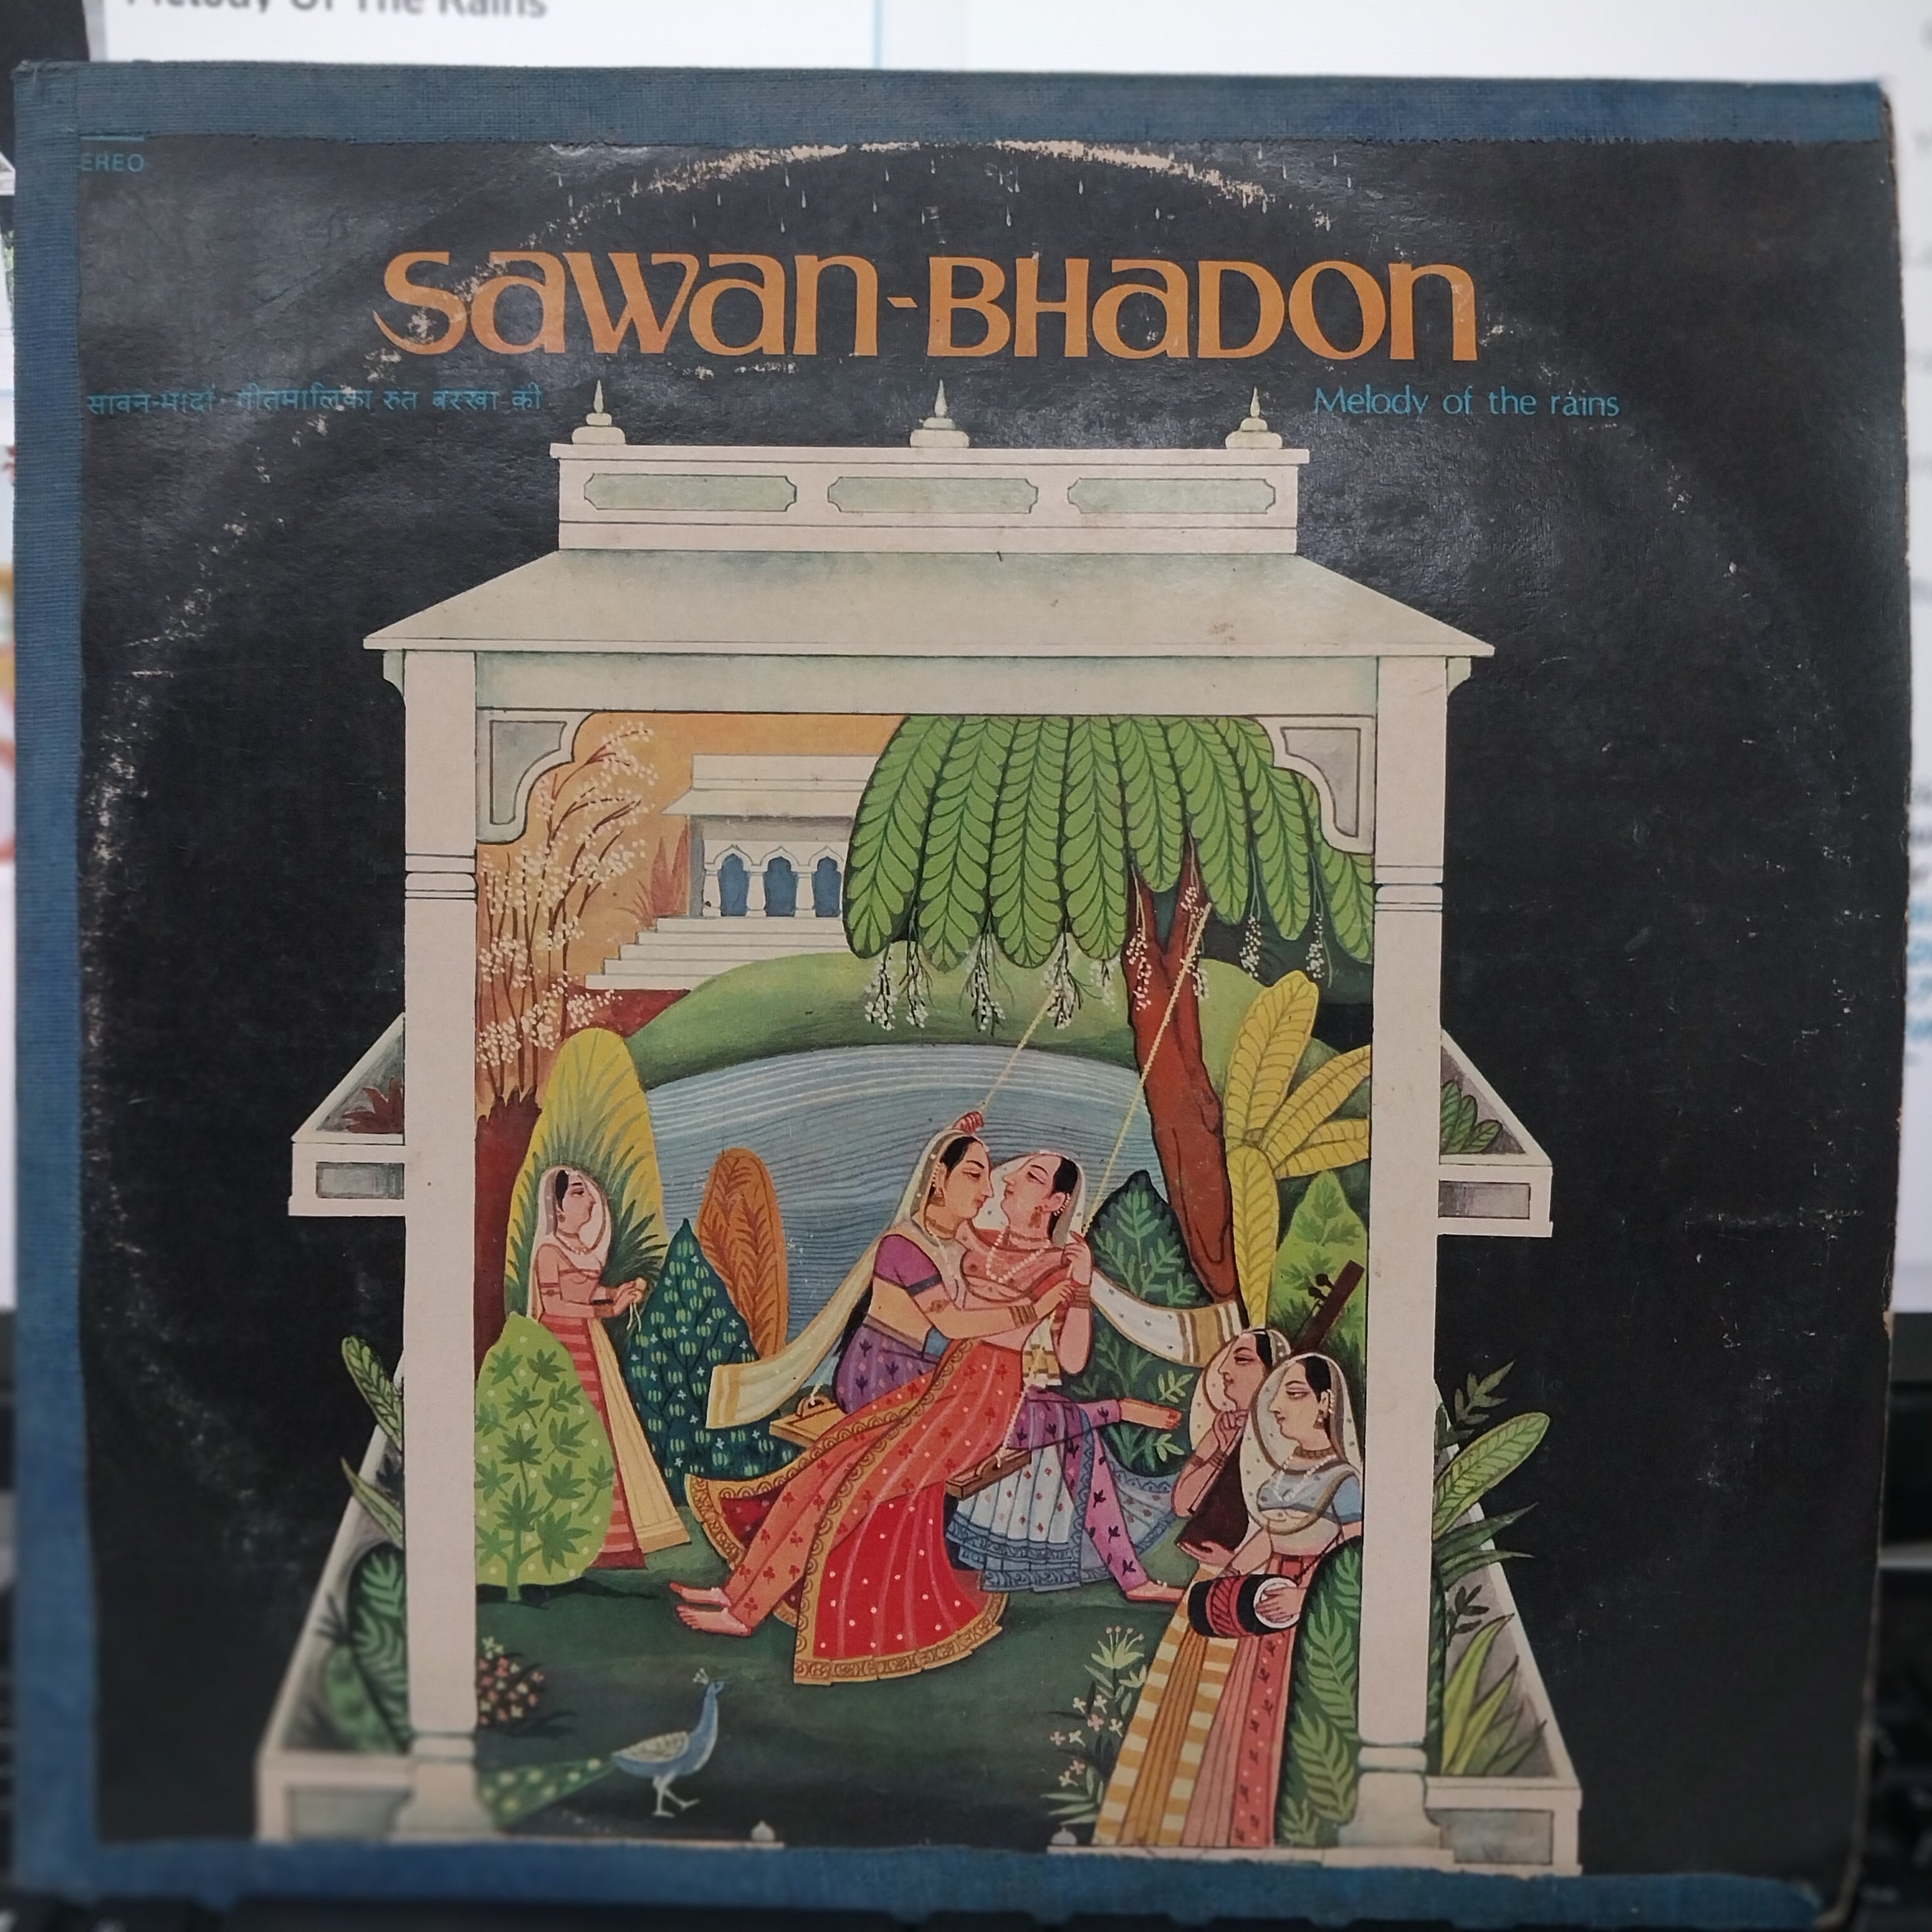 Melody Of The Rains
EREO
SAWAN-BHADON
सावन-भादों गीतमालिका रुत बरखा की
Melody of the rains